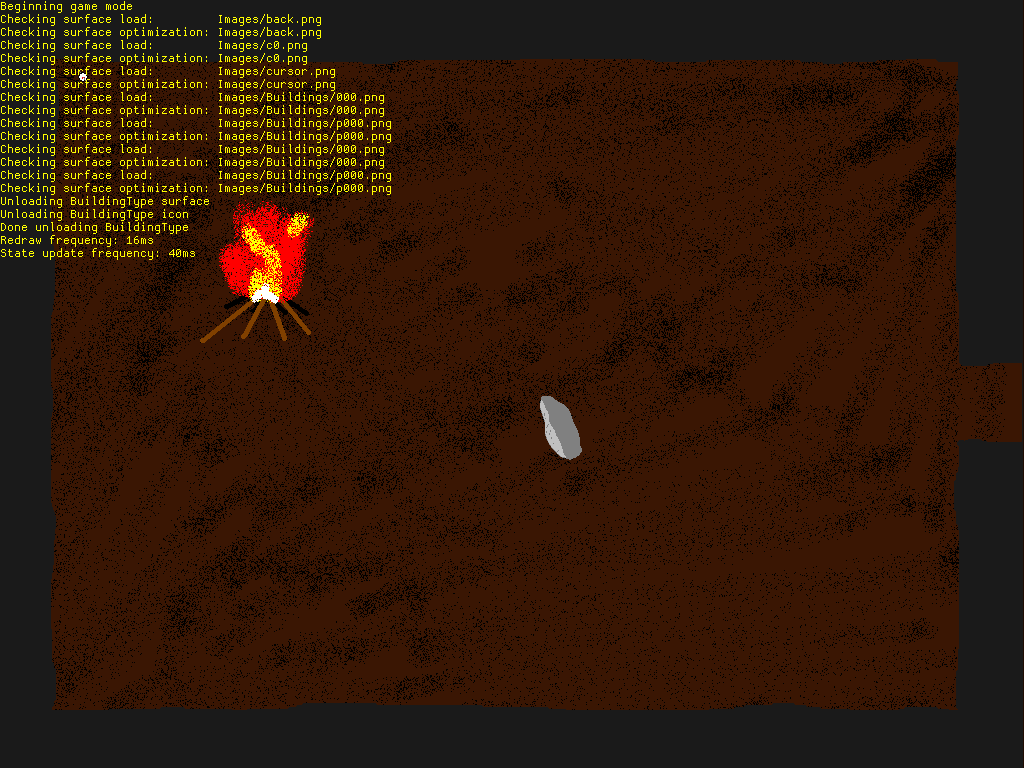 Beginning game mode
Checking surface load:         Images/back.png
Checking surface optimization: Images/back.png
Checking surface load:         Images/c0.png
Checking surface optimization: Images/c0.png
Checking surface load:         Images/cursor.png
Checking surface optimization: Images/cursor.png
Checking surface load:         Images/Buildings/000.png
Checking surface optimization: Images/Buildings/000.png
Checking surface load:         Images/Buildings/p000.png
Checking surface optimization: Images/Buildings/p000.png
Checking surface load:         Images/Buildings/000.png
Checking surface optimization: Images/Buildings/000.png
Checking surface load:         Images/Buildings/p000.png
Checking surface optimization: Images/Buildings/p000.png
Unloading BuildingType surface
Unloading BuildingType icon
Done unloading BuildingType
Redraw frequency: 16ms
State update frequency: 40ms